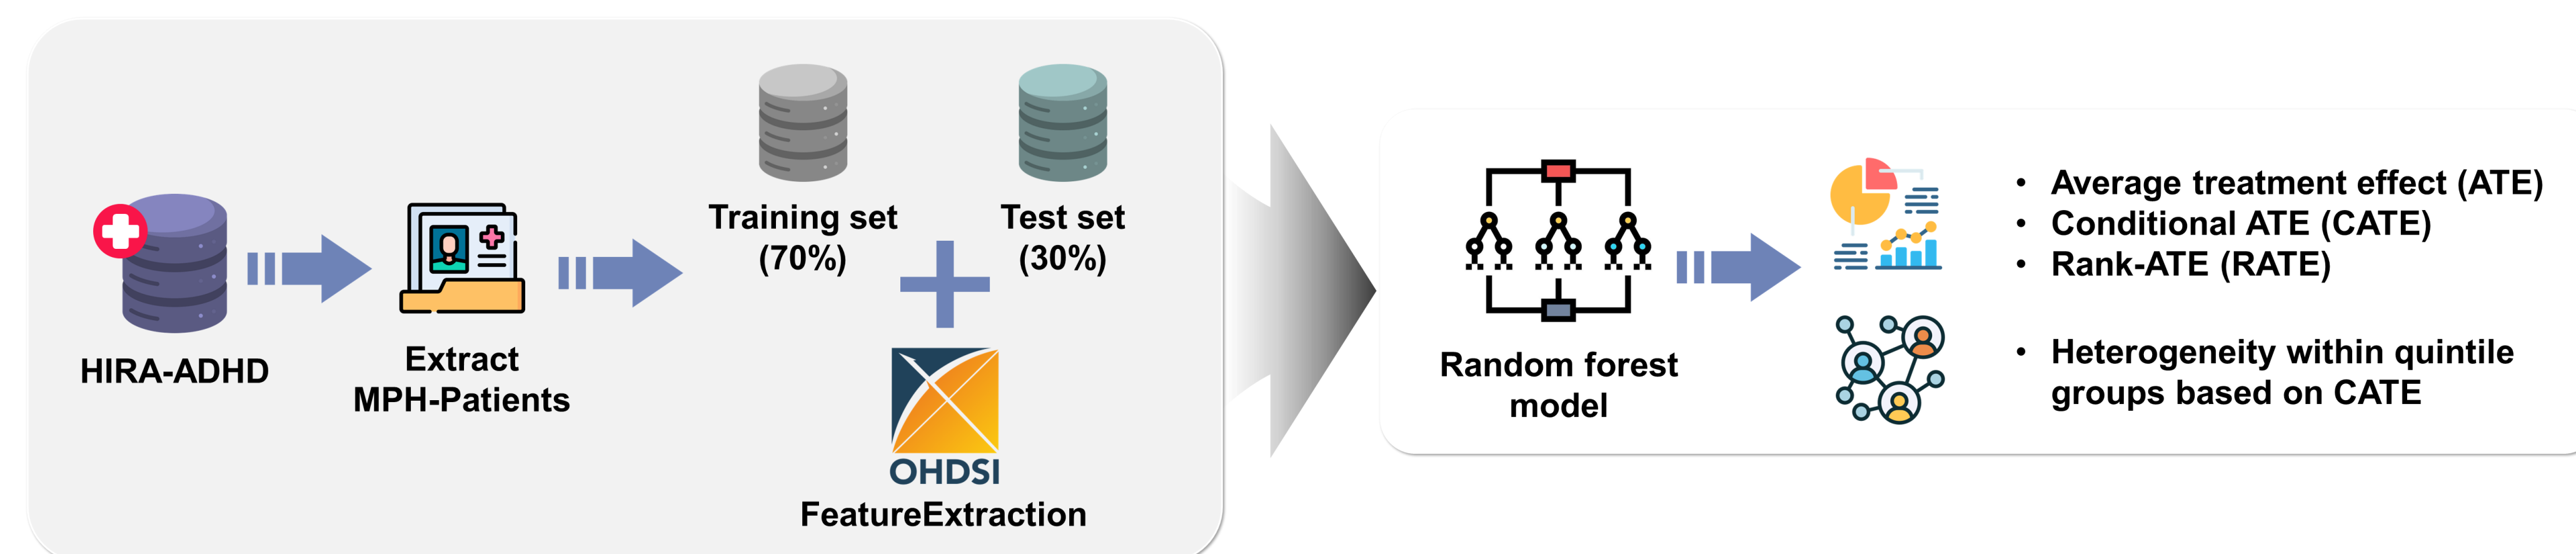 HIRA-ADHD
Extract
MPH-Patients
Training set
(70%)
Test set
(30%)
OHDSI
FeatureExtraction
Random forest
model
• Average treatment effect (ATE)
• Conditional ATE (CATE)
• Rank-ATE (RATE)
• Heterogeneity within quintile
groups based on CATE